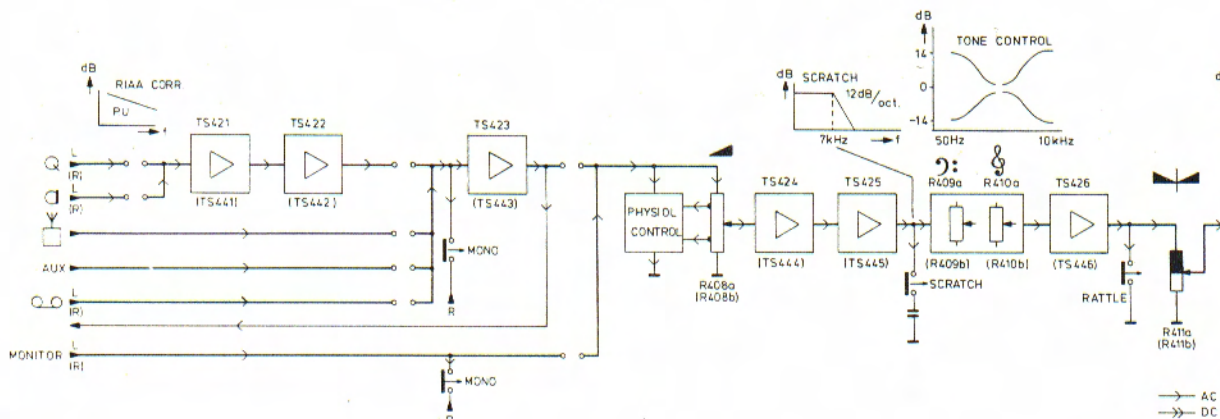 dB
RIAA CORR.
PU
f
TS421
TS422
TS423
L
(R)
(R)
(TS441)
(TS442)
(TS443)
AUX
L
(R)
MONO
R
MONITOR
L
(R)
MONO
PHYSIOL
CONTROL
R408a
(R408b)
TS424
TS425
(TS444)
(TS445)
dB
SCRATCH
12dB/
oct.
7kHz
f
SCRATCH
dB
TONE CONTROL
14
0
-14
50Hz
10kHz
R409a
R410a
(R409b)
(R410b)
TS426
(TS446)
RATTLE
R411a
(R411b)
AC
DC